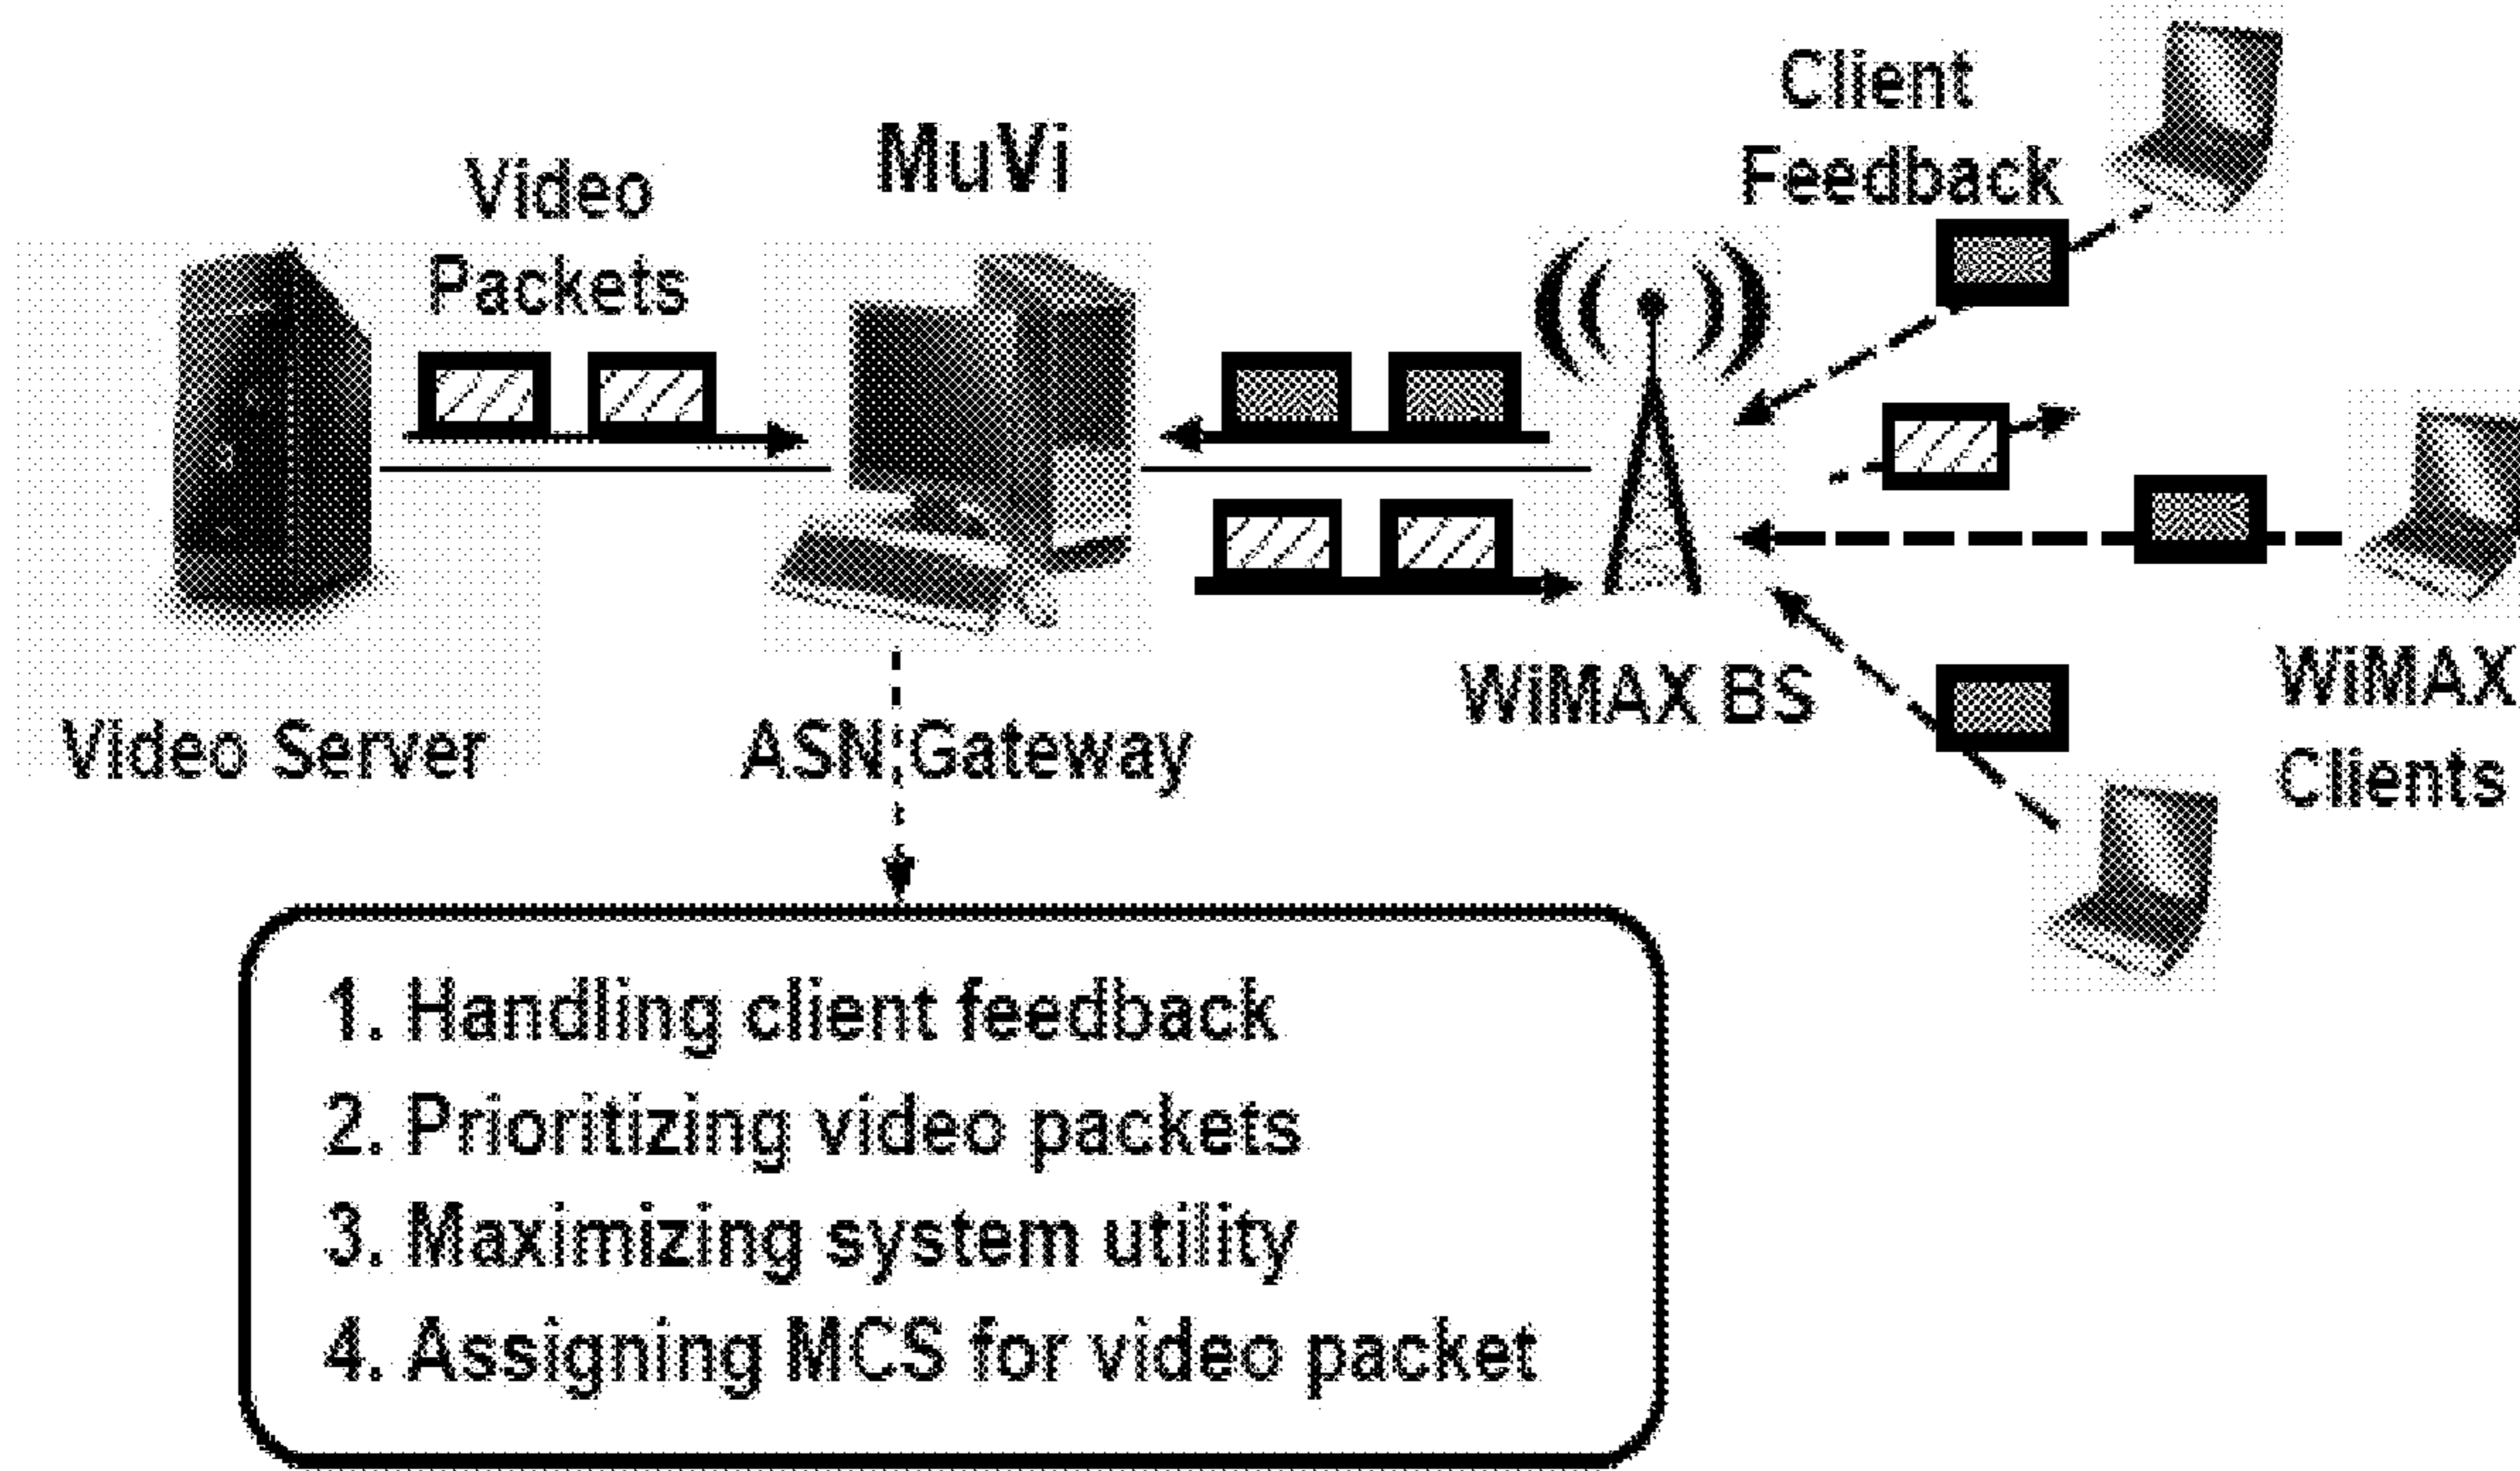 Client
Feedback
MuVi
Video
Packets
WiMAX BS
WiMAX
Clients
Video Server
ASN Gateway
1. Handling client feedback
2. Prioritizing video packets
3. Maximizing system utility
4. Assigning MCS for video packet